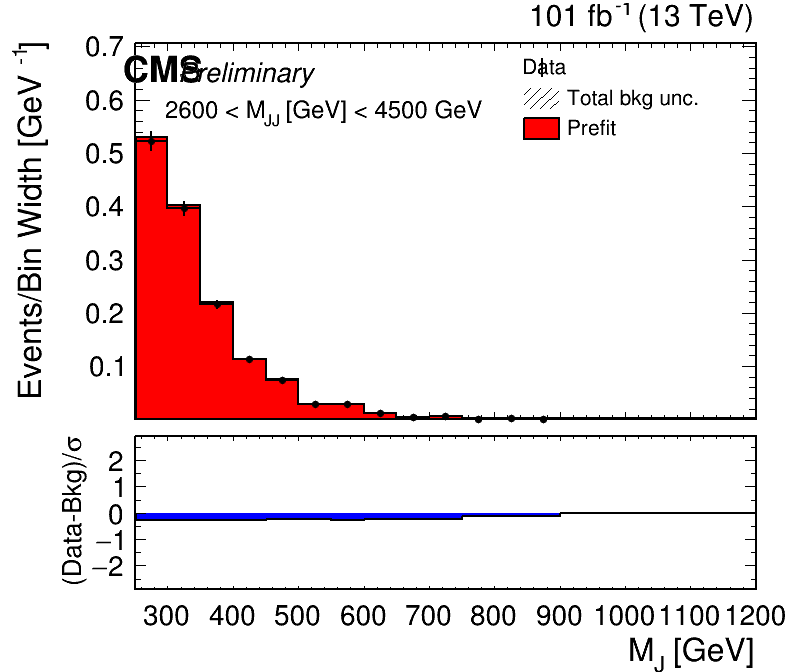 101 fb⁻¹ (13 TeV)
CMS Preliminary
2600 < M_JJ [GeV] < 4500 GeV
Data
Total bkg unc.
Prefit
Events/Bin Width [GeV⁻¹]
0.7
0.6
0.5
0.4
0.3
0.2
0.1
(Data-Bkg)/σ
2
1
0
−1
−2
300 400 500 600 700 800 900 1000 1100 1200
M_J [GeV]